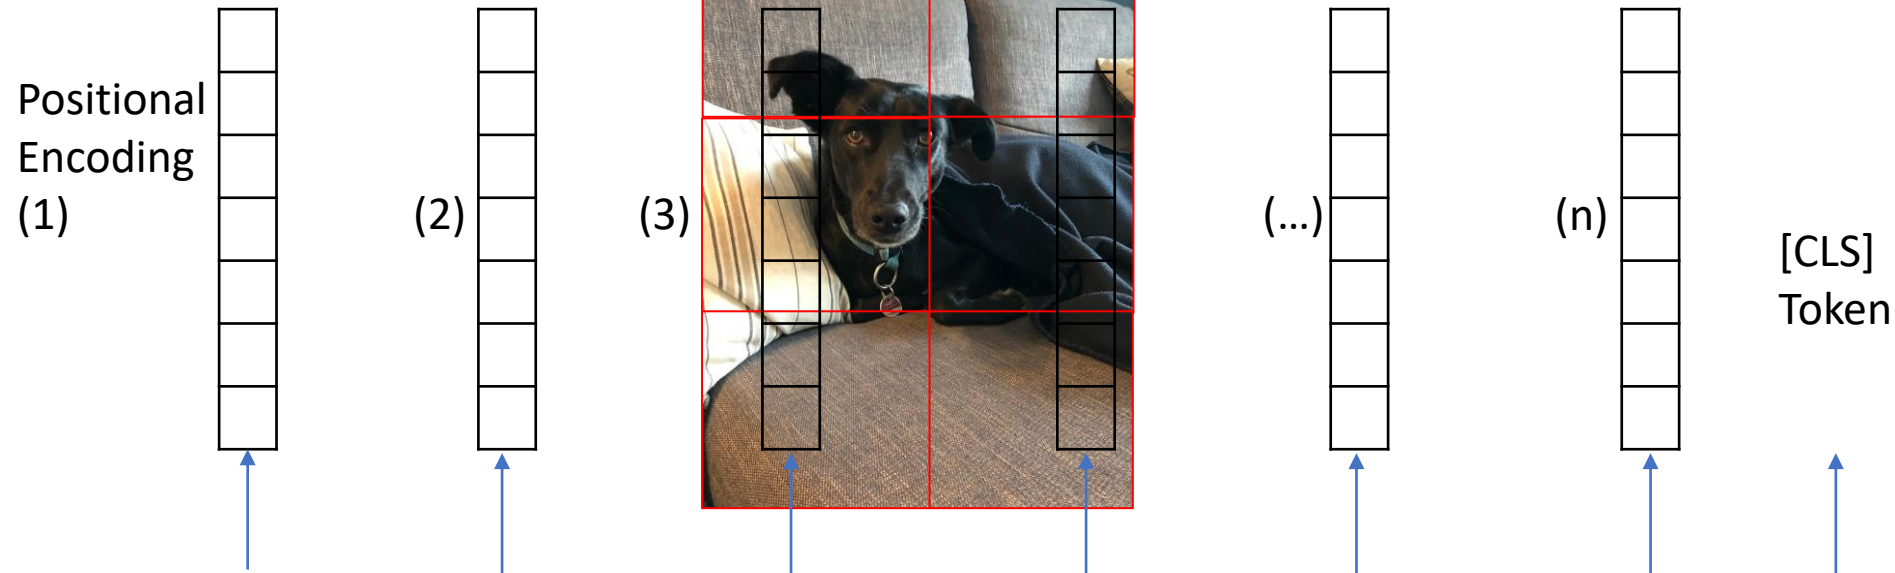 Positional
Encoding
(1)
(2)
(3)
(...)
(n)
[CLS]
Token